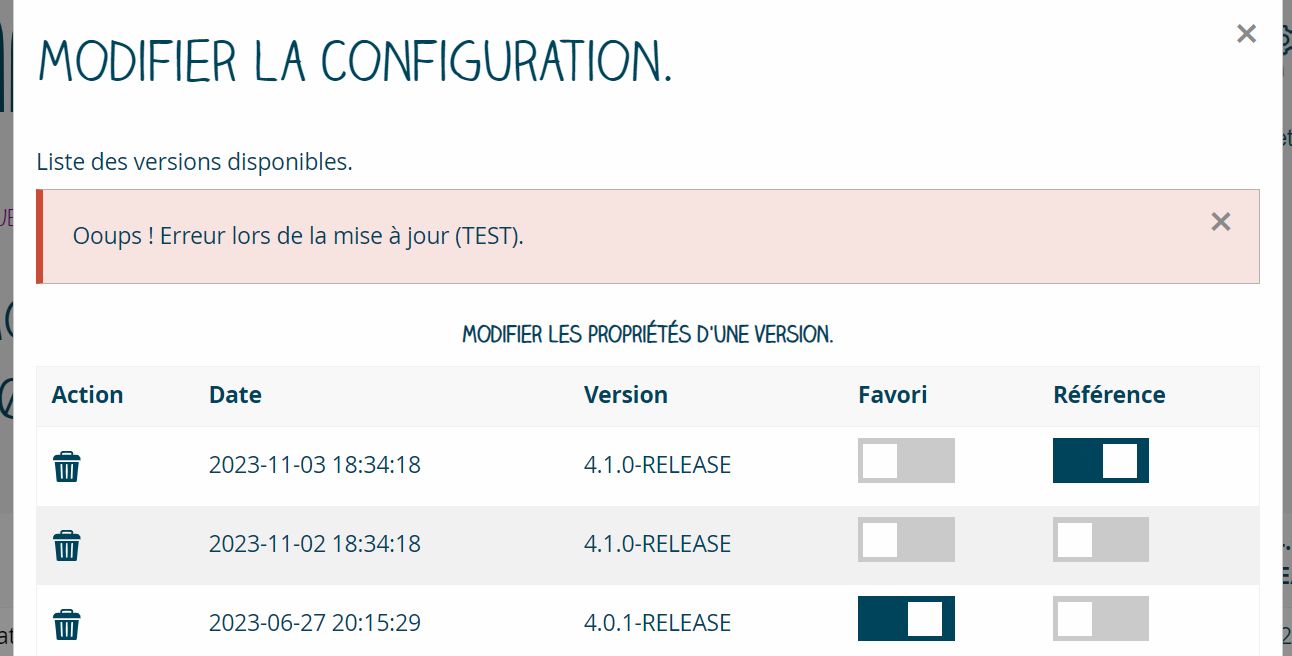 MODIFIER LA CONFIGURATION.
Liste des versions disponibles.
Ooups ! Erreur lors de la mise à jour (TEST).
MODIFIER LES PROPRIÉTÉS D'UNE VERSION.
Action Date Version Favori Référence
2023-11-03 18:34:18 4.1.0-RELEASE
2023-11-02 18:34:18 4.1.0-RELEASE
2023-06-27 20:15:29 4.0.1-RELEASE